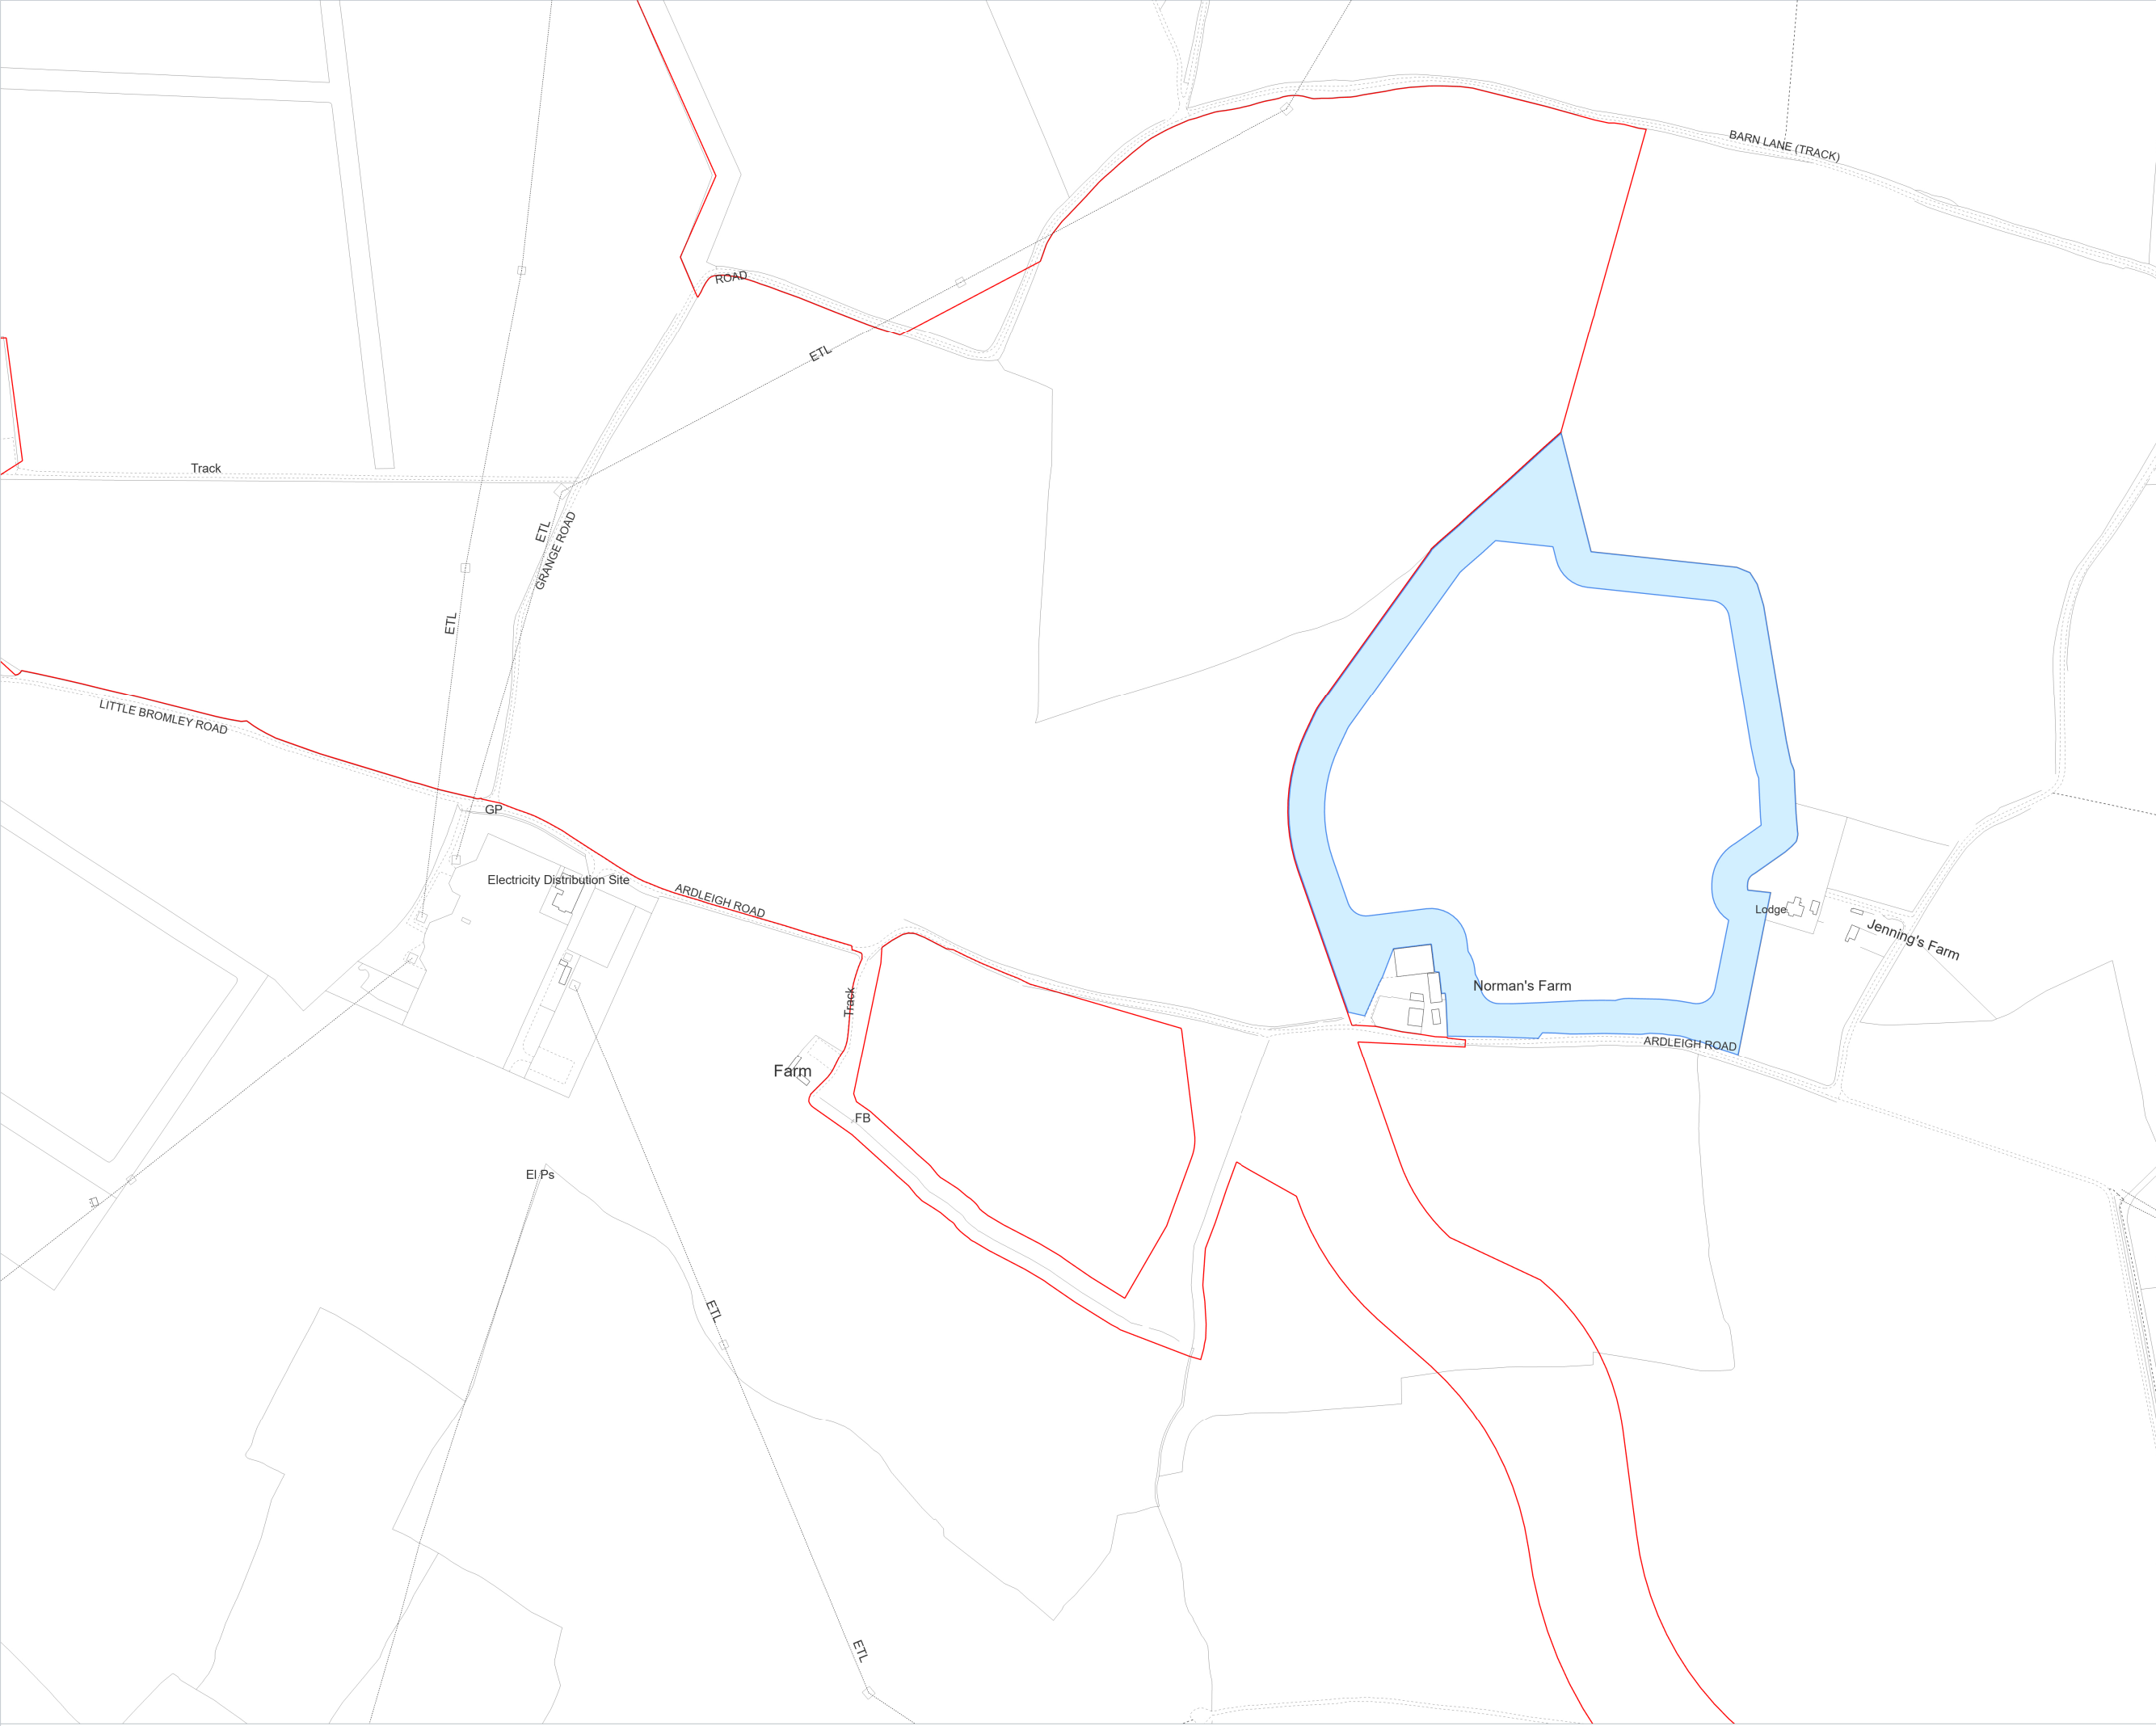 BARN LANE (TRACK)
ROAD
ETL
Track
ETL
GRANGE ROAD
ETL
LITTLE BROMLEY ROAD
GP
Electricity Distribution Site
ARDLEIGH ROAD
Lodge
Jenning's Farm
Norman's Farm
Track
ARDLEIGH ROAD
Farm
FB
El Ps
ETL
ETL